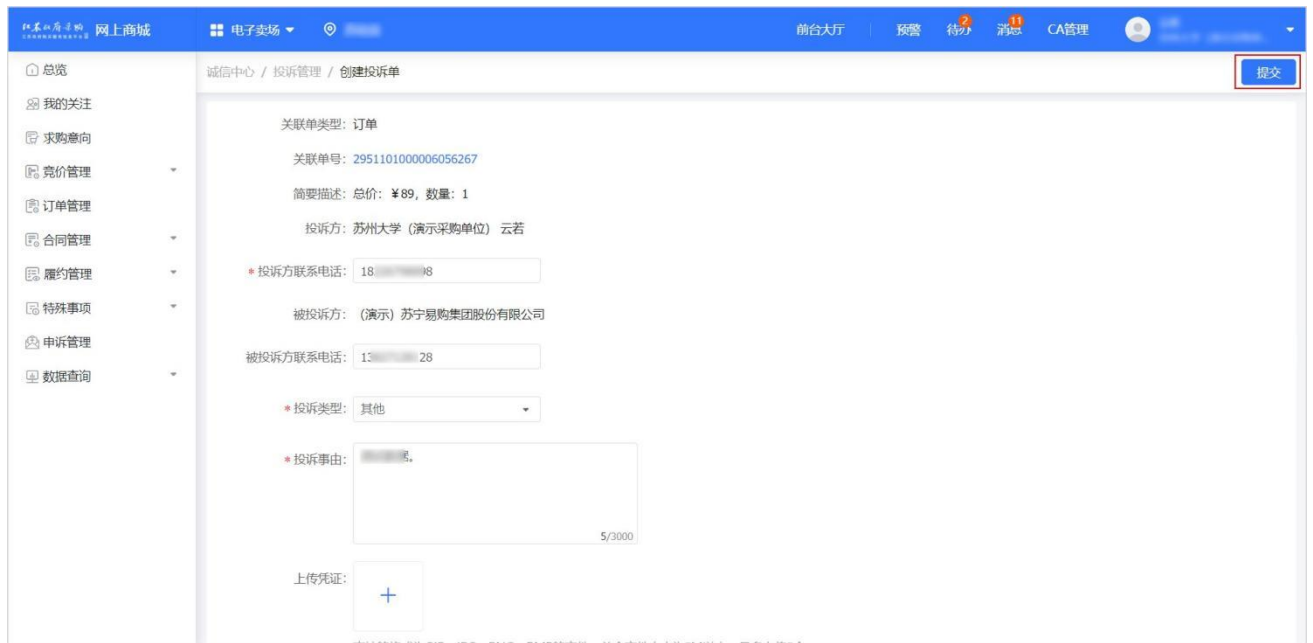 网上商城
电子卖场
前台大厅
预警
待办
2
消息
11
CA管理
总览
我的关注
求购意向
竞价管理
订单管理
合同管理
履约管理
特殊事项
申诉管理
数据查询
诚信中心 / 投诉管理 / 创建投诉单
提交
关联单类型: 订单
关联单号: 2951101000006056267
简要描述: 总价: ¥89, 数量: 1
投诉方: 苏州大学（演示采购单位） 云若
* 投诉方联系电话: 18 8
被投诉方: （演示）苏宁易购集团股份有限公司
被投诉方联系电话: 13 28
* 投诉类型: 其他
* 投诉事由:
5/3000
上传凭证:
+